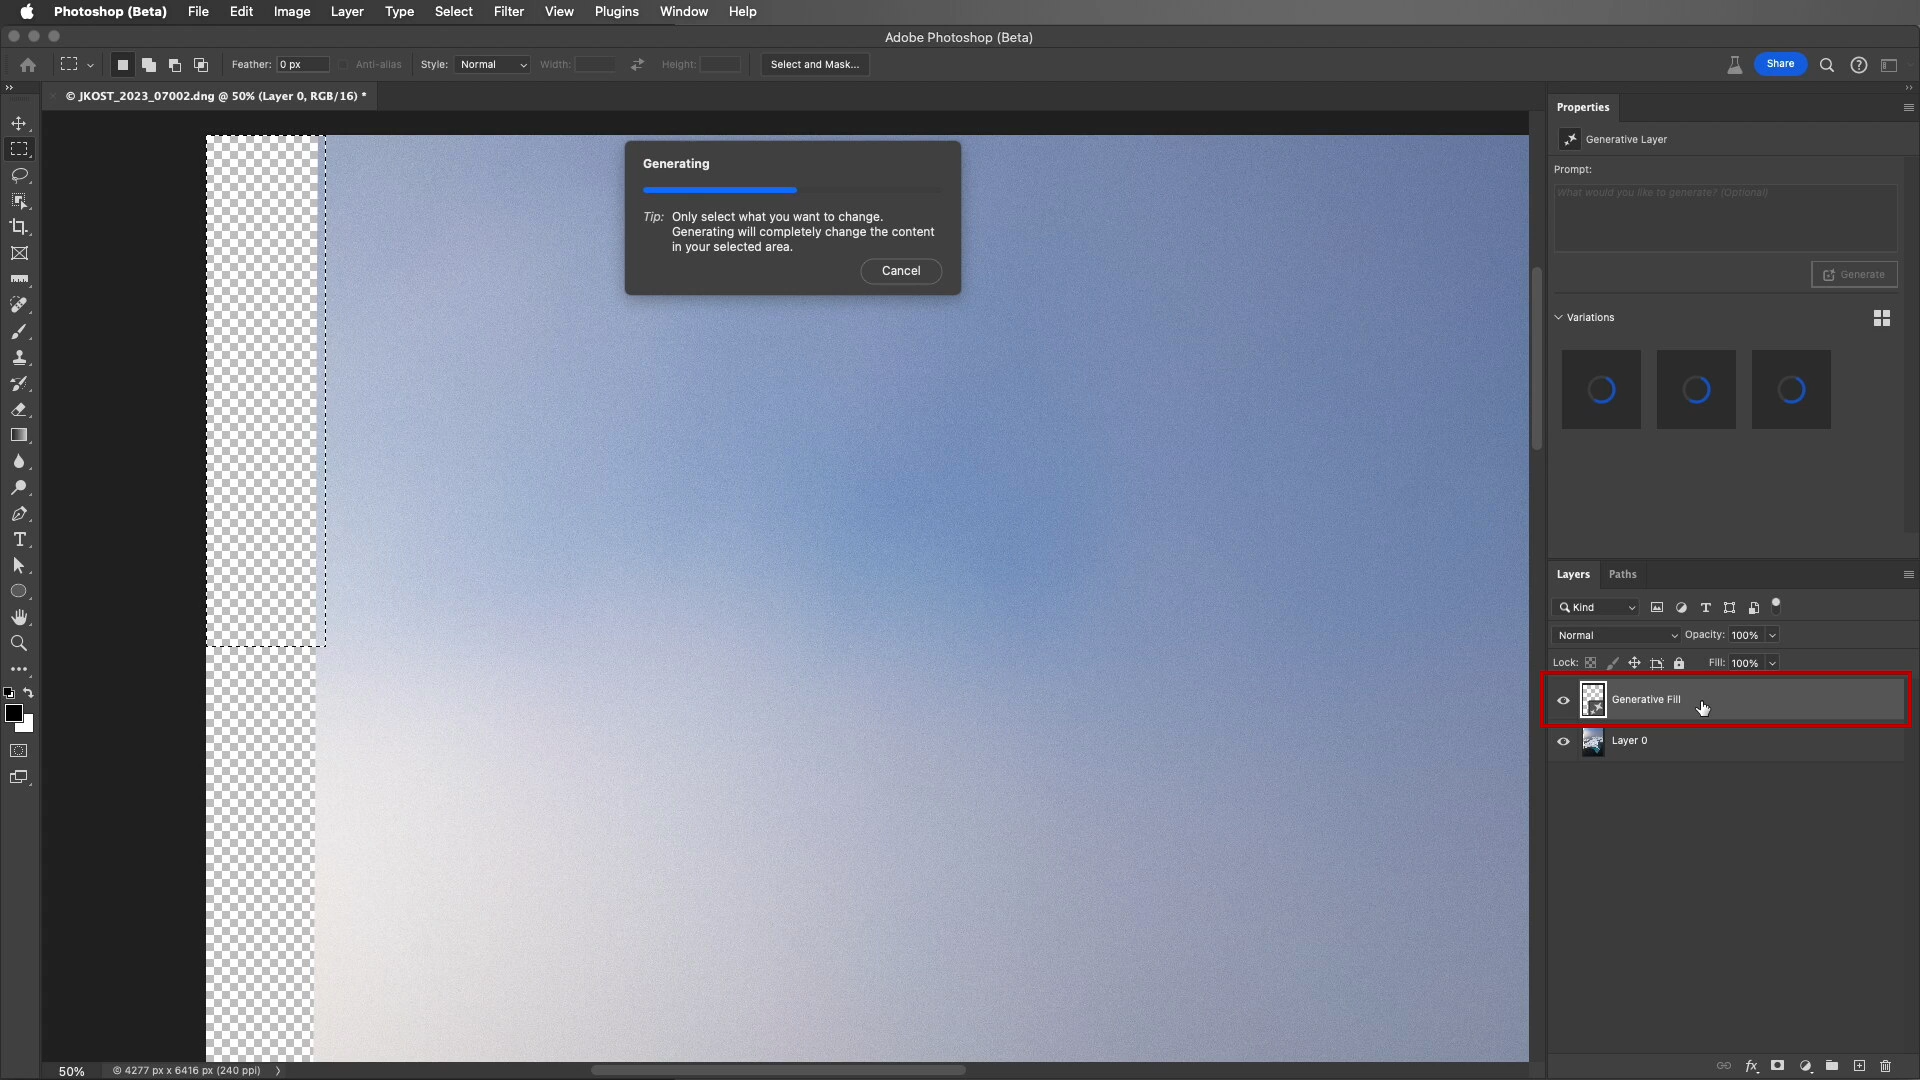 Photoshop (Beta) File Edit Image Layer Type Select Filter View Plugins Window Help
Adobe Photoshop (Beta)
Feather: 0 px Anti-alias Style: Normal Width: Height: Select and Mask... Share
© JKOST_2023_07002.dng @ 50% (Layer 0, RGB/16) *
Generating
Tip: Only select what you want to change.
Generating will completely change the content
in your selected area.
Cancel
Properties
Generative Layer
Prompt:
What would you like to generate? (Optional)
Generate
Variations
Layers Paths
Kind
Normal Opacity: 100%
Lock: Fill: 100%
Generative Fill
Layer 0
50% © 4277 px x 6416 px (240 ppi)